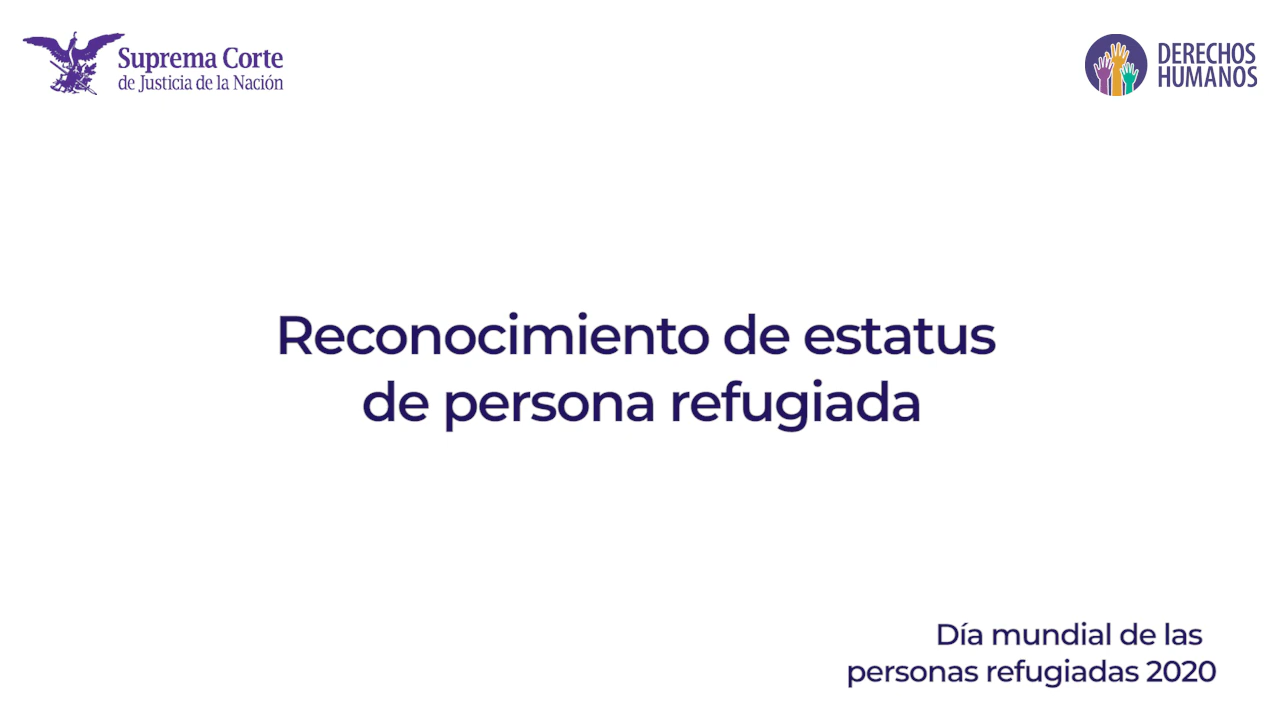 Suprema Corte
de Justicia de la Nación
DERECHOS
HUMANOS
Reconocimiento de estatus
de persona refugiada
Día mundial de las
personas refugiadas 2020